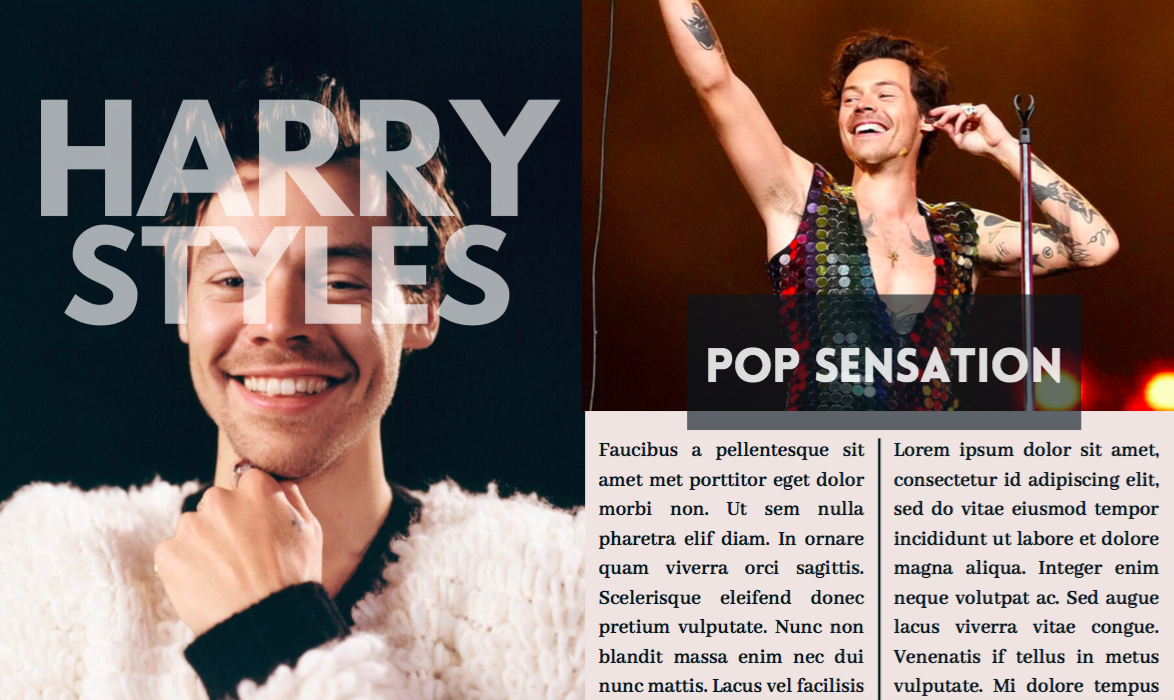 HARRY
STYLES
POP SENSATION
Faucibus a pellentesque sit
amet met porttitor eget dolor
morbi non. Ut sem nulla
pharetra elif diam. In ornare
quam viverra orci sagittis.
Scelerisque eleifend donec
pretium vulputate. Nunc non
blandit massa enim nec dui
nunc mattis. Lacus vel facilisis
Lorem ipsum dolor sit amet,
consectetur id adipiscing elit,
sed do vitae eiusmod tempor
incididunt ut labore et dolore
magna aliqua. Integer enim
neque volutpat ac. Sed augue
lacus viverra vitae congue.
Venenatis if tellus in metus
vulputate. Mi dolore tempus